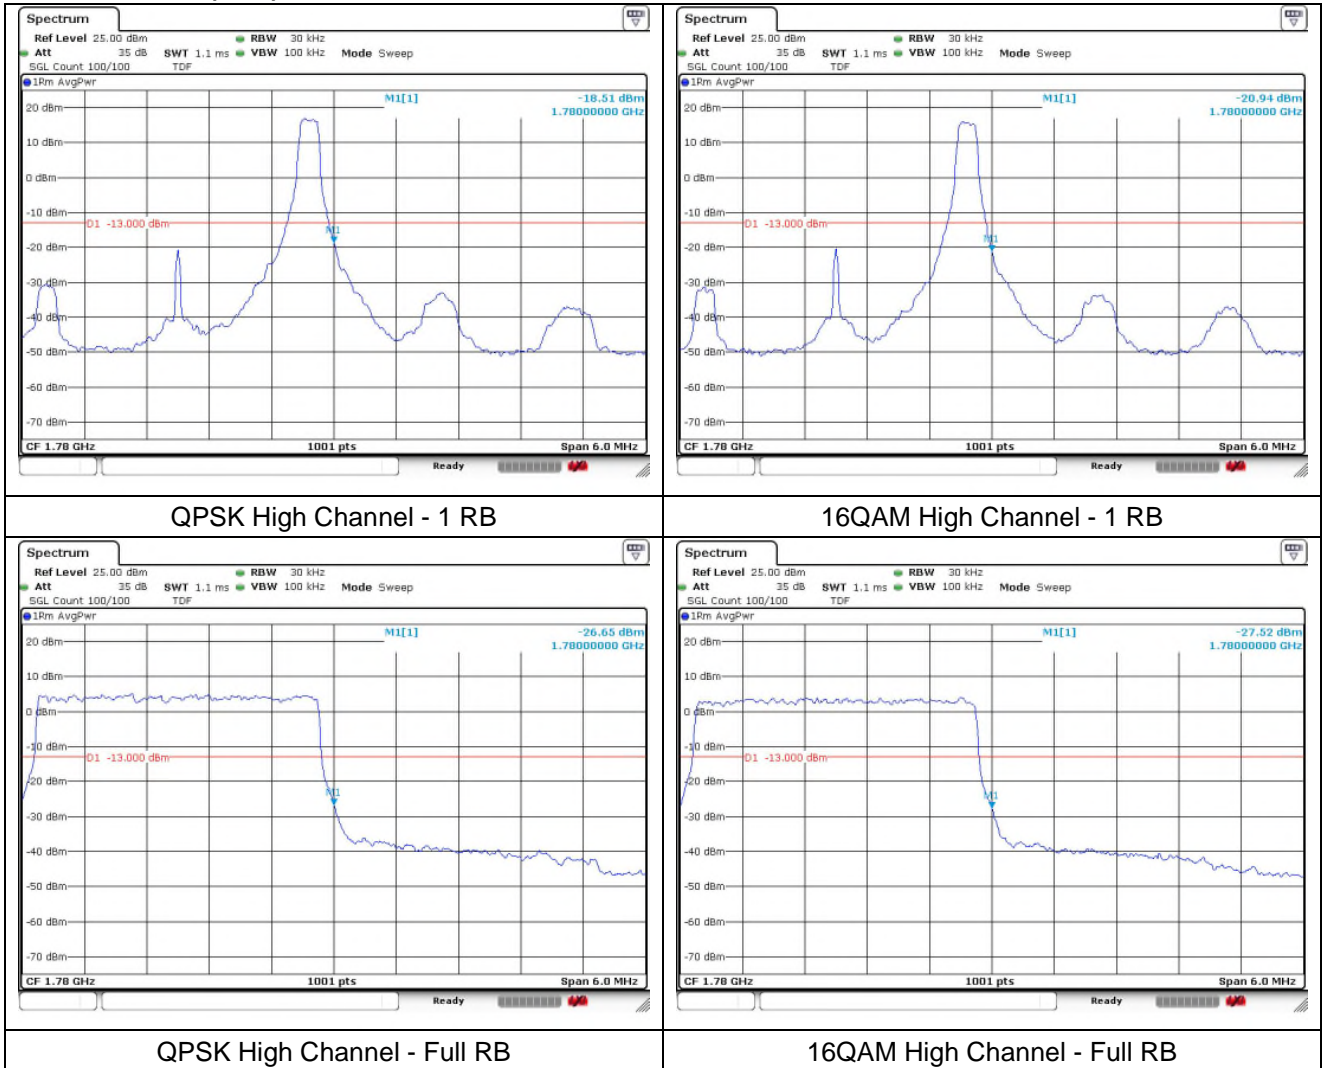 Spectrum
Ref Level 25.00 dBm RBW 30 kHz
Att 35 dB SWT 1.1 ms VBW 100 kHz Mode Sweep
SGL Count 100/100 TDF
1Rm AvgPwr
M1[1] -18.51 dBm
1.78000000 GHz
20 dBm
10 dBm
0 dBm
-10 dBm
D1 -13.000 dBm
M1
-20 dBm
-30 dBm
-40 dBm
-50 dBm
-60 dBm
-70 dBm
CF 1.78 GHz 1001 pts Span 6.0 MHz
Ready
QPSK High Channel - 1 RB
Spectrum
Ref Level 25.00 dBm RBW 30 kHz
Att 35 dB SWT 1.1 ms VBW 100 kHz Mode Sweep
SGL Count 100/100 TDF
1Rm AvgPwr
M1[1] -20.94 dBm
1.78000000 GHz
20 dBm
10 dBm
0 dBm
-10 dBm
D1 -13.000 dBm
M1
-20 dBm
-30 dBm
-40 dBm
-50 dBm
-60 dBm
-70 dBm
CF 1.78 GHz 1001 pts Span 6.0 MHz
Ready
16QAM High Channel - 1 RB
Spectrum
Ref Level 25.00 dBm RBW 30 kHz
Att 35 dB SWT 1.1 ms VBW 100 kHz Mode Sweep
SGL Count 100/100 TDF
1Rm AvgPwr
M1[1] -26.65 dBm
1.78000000 GHz
20 dBm
10 dBm
0 dBm
-10 dBm
D1 -13.000 dBm
-20 dBm
M1
-30 dBm
-40 dBm
-50 dBm
-60 dBm
-70 dBm
CF 1.78 GHz 1001 pts Span 6.0 MHz
Ready
QPSK High Channel - Full RB
Spectrum
Ref Level 25.00 dBm RBW 30 kHz
Att 35 dB SWT 1.1 ms VBW 100 kHz Mode Sweep
SGL Count 100/100 TDF
1Rm AvgPwr
M1[1] -27.52 dBm
1.78000000 GHz
20 dBm
10 dBm
0 dBm
-10 dBm
D1 -13.000 dBm
-20 dBm
M1
-30 dBm
-40 dBm
-50 dBm
-60 dBm
-70 dBm
CF 1.78 GHz 1001 pts Span 6.0 MHz
Ready
16QAM High Channel - Full RB